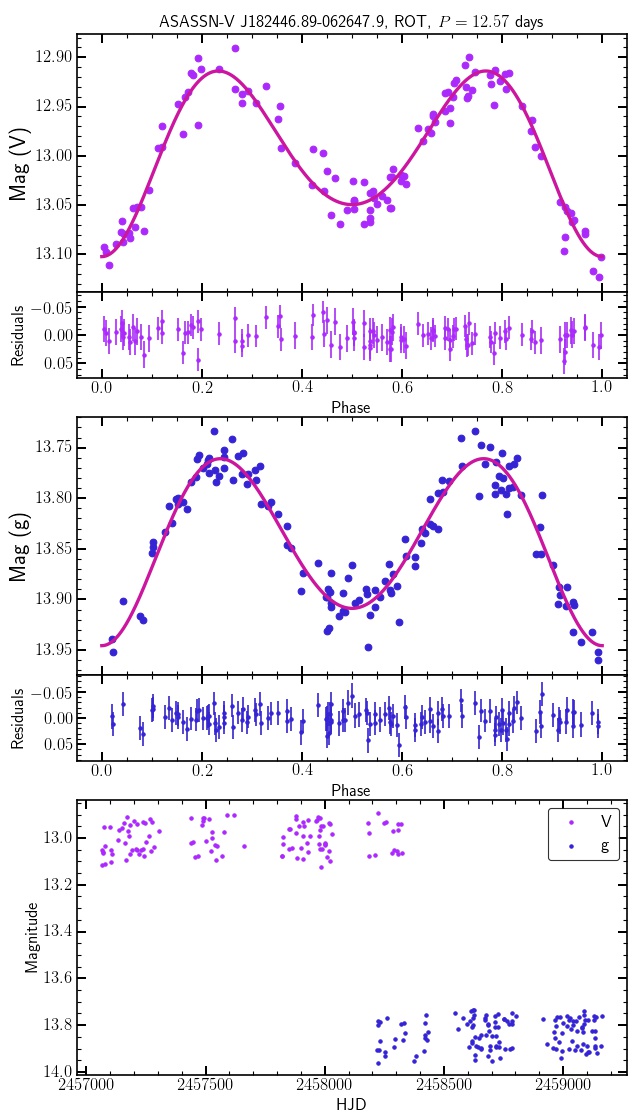 ASASSN-V J182446.89-062647.9, ROT, P = 12.57 days
12.90
12.95
13.00
13.05
13.10
Mag (V)
−0.05
0.00
0.05
Residuals
0.0 0.2 0.4 0.6 0.8 1.0
Phase
13.75
13.80
13.85
13.90
13.95
Mag (g)
−0.05
0.00
0.05
Residuals
0.0 0.2 0.4 0.6 0.8 1.0
Phase
V
g
13.0
13.2
13.4
13.6
13.8
14.0
Magnitude
2457000 2457500 2458000 2458500 2459000
HJD